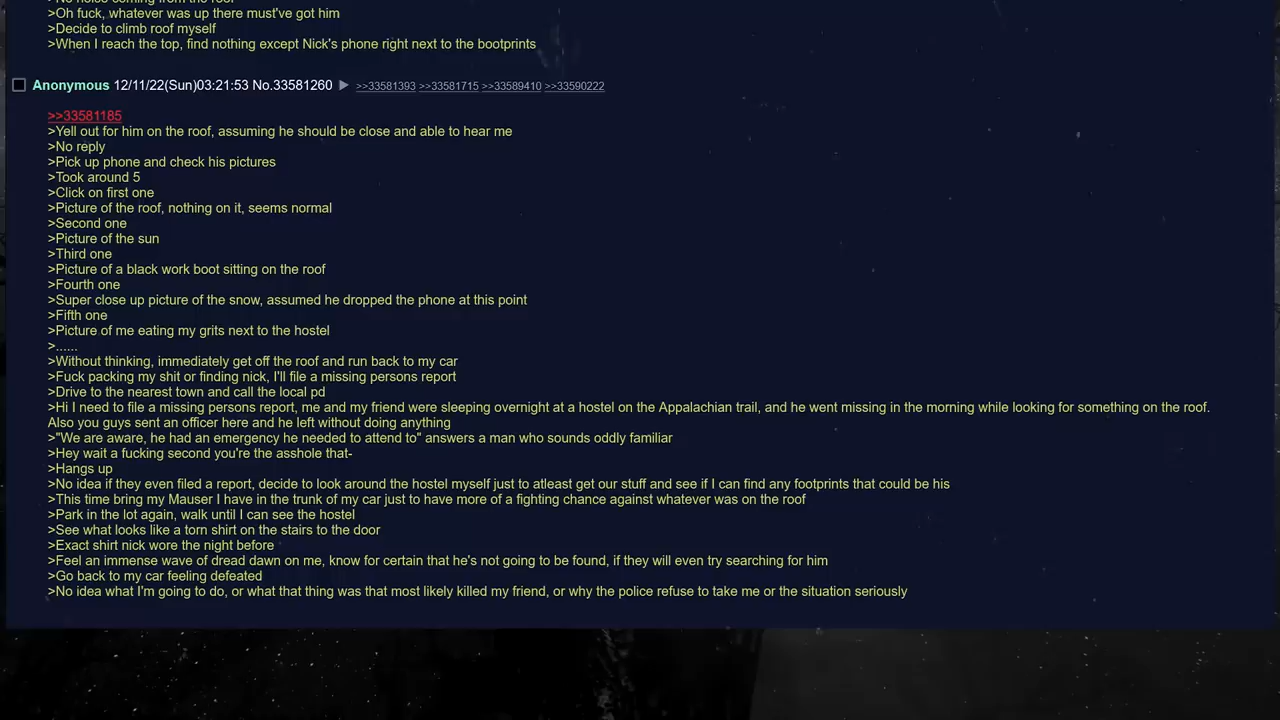 >No noise coming from the roof
>Oh fuck, whatever was up there must've got him
>Decide to climb roof myself
>When I reach the top, find nothing except Nick's phone right next to the bootprints
Anonymous 12/11/22(Sun)03:21:53 No.33581260 ▶ >>33581393 >>33581715 >>33589410 >>33590222
>>33581185
>Yell out for him on the roof, assuming he should be close and able to hear me
>No reply
>Pick up phone and check his pictures
>Took around 5
>Click on first one
>Picture of the roof, nothing on it, seems normal
>Second one
>Picture of the sun
>Third one
>Picture of a black work boot sitting on the roof
>Fourth one
>Super close up picture of the snow, assumed he dropped the phone at this point
>Fifth one
>Picture of me eating my grits next to the hostel
>......
>Without thinking, immediately get off the roof and run back to my car
>Fuck packing my shit or finding nick, I'll file a missing persons report
>Drive to the nearest town and call the local pd
>Hi I need to file a missing persons report, me and my friend were sleeping overnight at a hostel on the Appalachian trail, and he went missing in the morning while looking for something on the roof.
Also you guys sent an officer here and he left without doing anything
>"We are aware, he had an emergency he needed to attend to" answers a man who sounds oddly familiar
>Hey wait a fucking second you're the asshole that-
>Hangs up
>No idea if they even filed a report, decide to look around the hostel myself just to atleast get our stuff and see if I can find any footprints that could be his
>This time bring my Mauser I have in the trunk of my car just to have more of a fighting chance against whatever was on the roof
>Park in the lot again, walk until I can see the hostel
>See what looks like a torn shirt on the stairs to the door
>Exact shirt nick wore the night before
>Feel an immense wave of dread dawn on me, know for certain that he's not going to be found, if they will even try searching for him
>Go back to my car feeling defeated
>No idea what I'm going to do, or what that thing was that most likely killed my friend, or why the police refuse to take me or the situation seriously